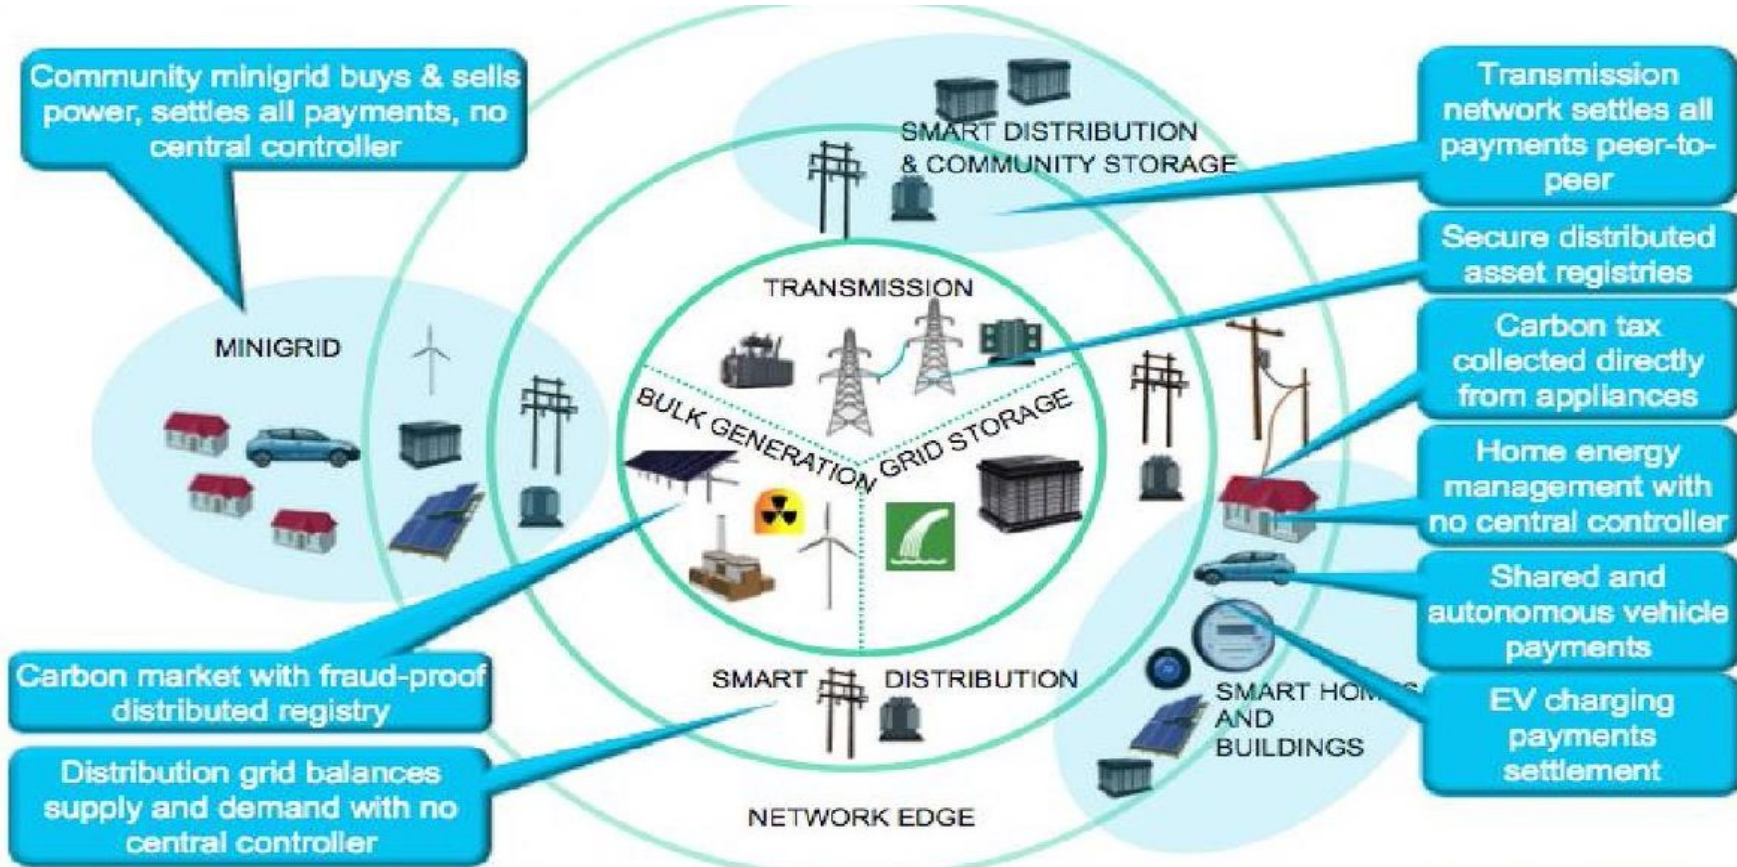 Community minigrid buys & sells
power, settles all payments, no
central controller
SMART DISTRIBUTION
& COMMUNITY STORAGE
Transmission
network settles all
payments peer-to-
peer
Secure distributed
asset registries
TRANSMISSION
MINIGRID
BULK GENERATION
GRID STORAGE
Carbon tax
collected directly
from appliances
Home energy
management with
no central controller
Shared and
autonomous vehicle
payments
Carbon market with fraud-proof
distributed registry
SMART DISTRIBUTION
SMART HOMES
AND
BUILDINGS
EV charging
payments
settlement
Distribution grid balances
supply and demand with no
central controller
NETWORK EDGE